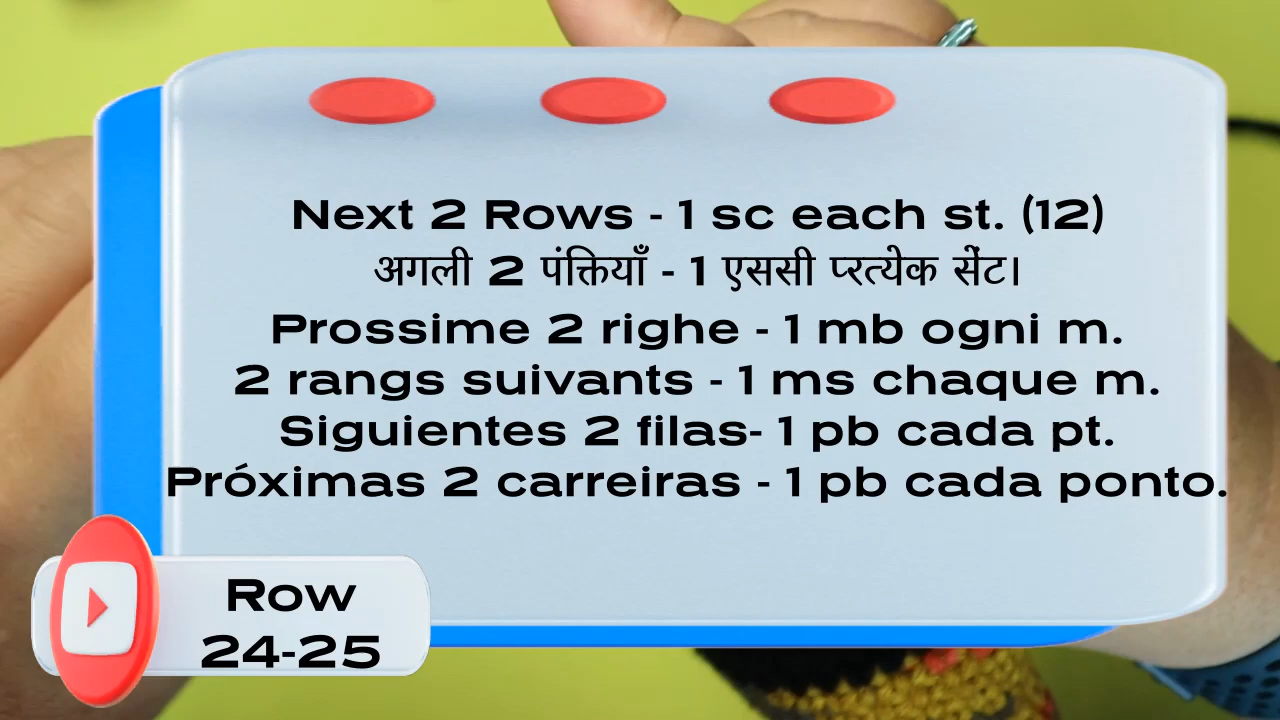 Next 2 Rows - 1 sc each st. (12)
अगली 2 पंक्तियाँ - 1 एससी प्रत्येक सेंट।
Prossime 2 righe - 1 mb ogni m.
2 rangs suivants - 1 ms chaque m.
Siguientes 2 filas- 1 pb cada pt.
Próximas 2 carreiras - 1 pb cada ponto.
Row
24-25